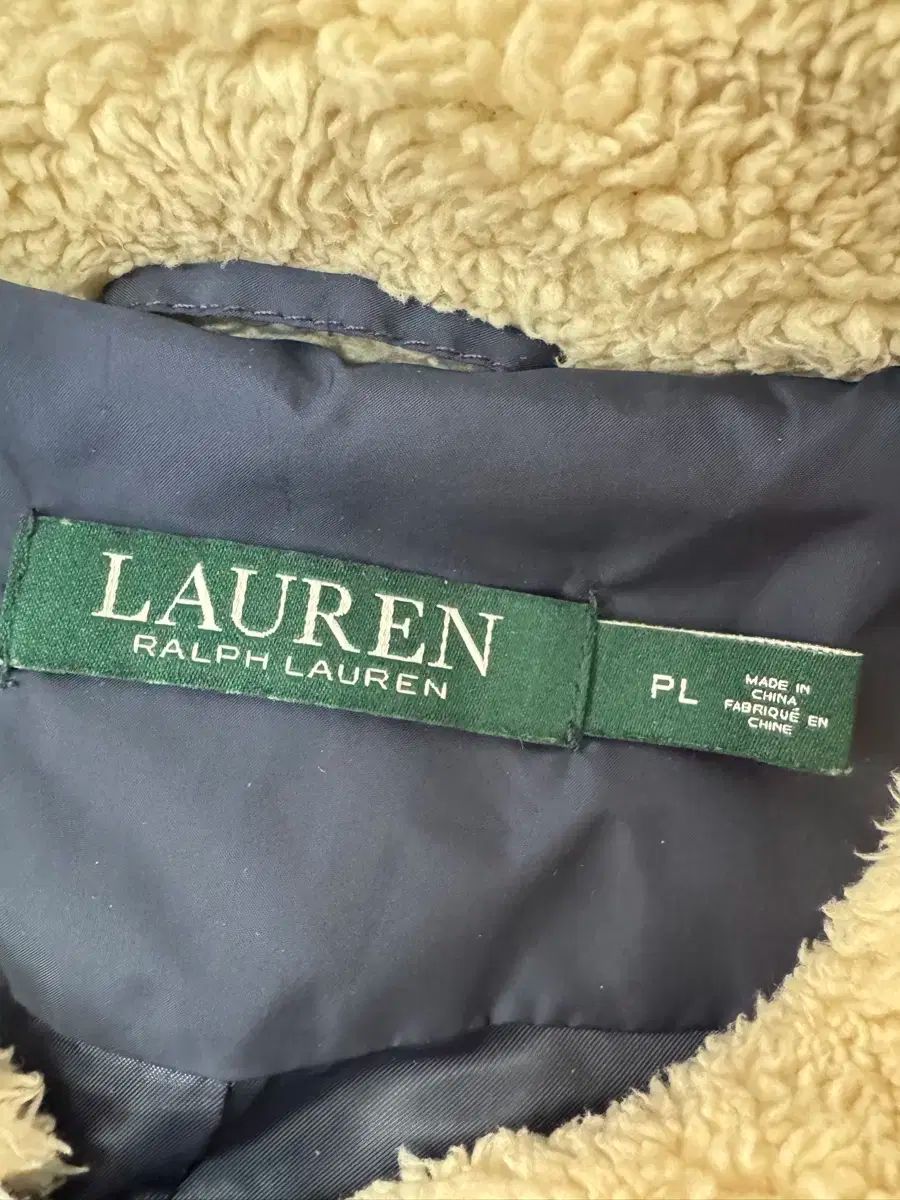 LAUREN
RALPH LAUREN
PL
MADE IN
CHINA
FABRIQUÉ EN
CHINE